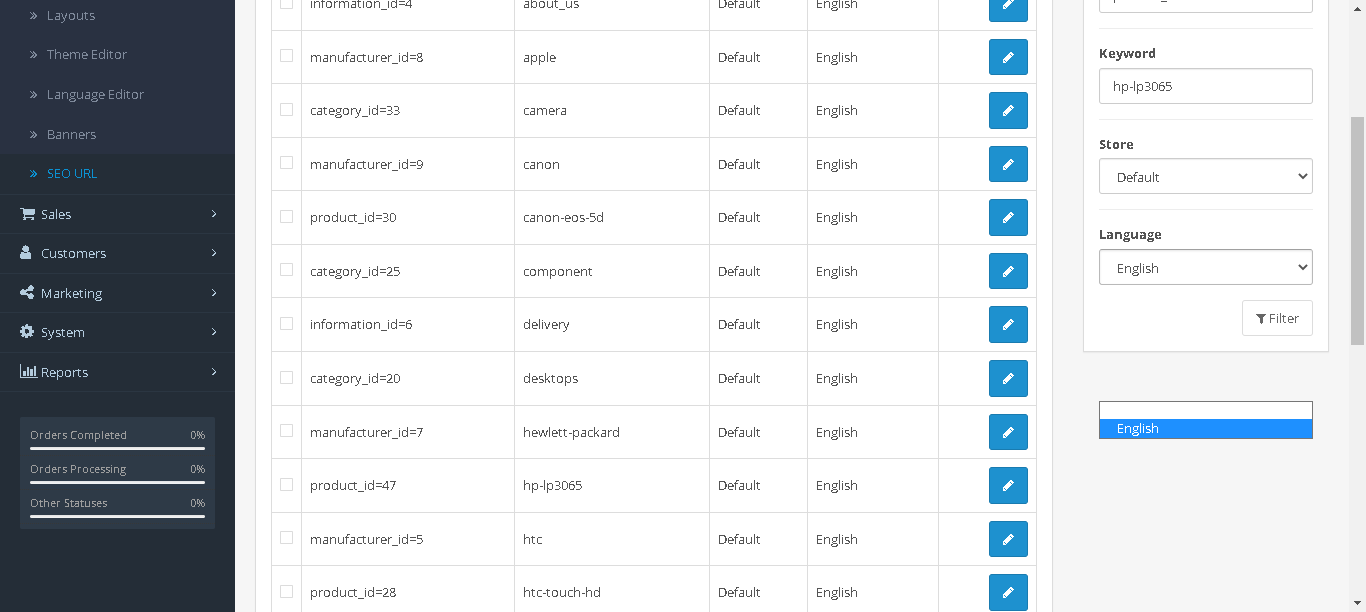 Layouts
Theme Editor
Language Editor
Banners
SEO URL
Sales
Customers
Marketing
System
Reports
Orders Completed 0%
Orders Processing 0%
Other Statuses 0%
information_id=4 about_us Default English
manufacturer_id=8 apple Default English
category_id=33 camera Default English
manufacturer_id=9 canon Default English
product_id=30 canon-eos-5d Default English
category_id=25 component Default English
information_id=6 delivery Default English
category_id=20 desktops Default English
manufacturer_id=7 hewlett-packard Default English
product_id=47 hp-lp3065 Default English
manufacturer_id=5 htc Default English
product_id=28 htc-touch-hd Default English
Keyword
hp-lp3065
Store
Default
Language
English
Filter
English